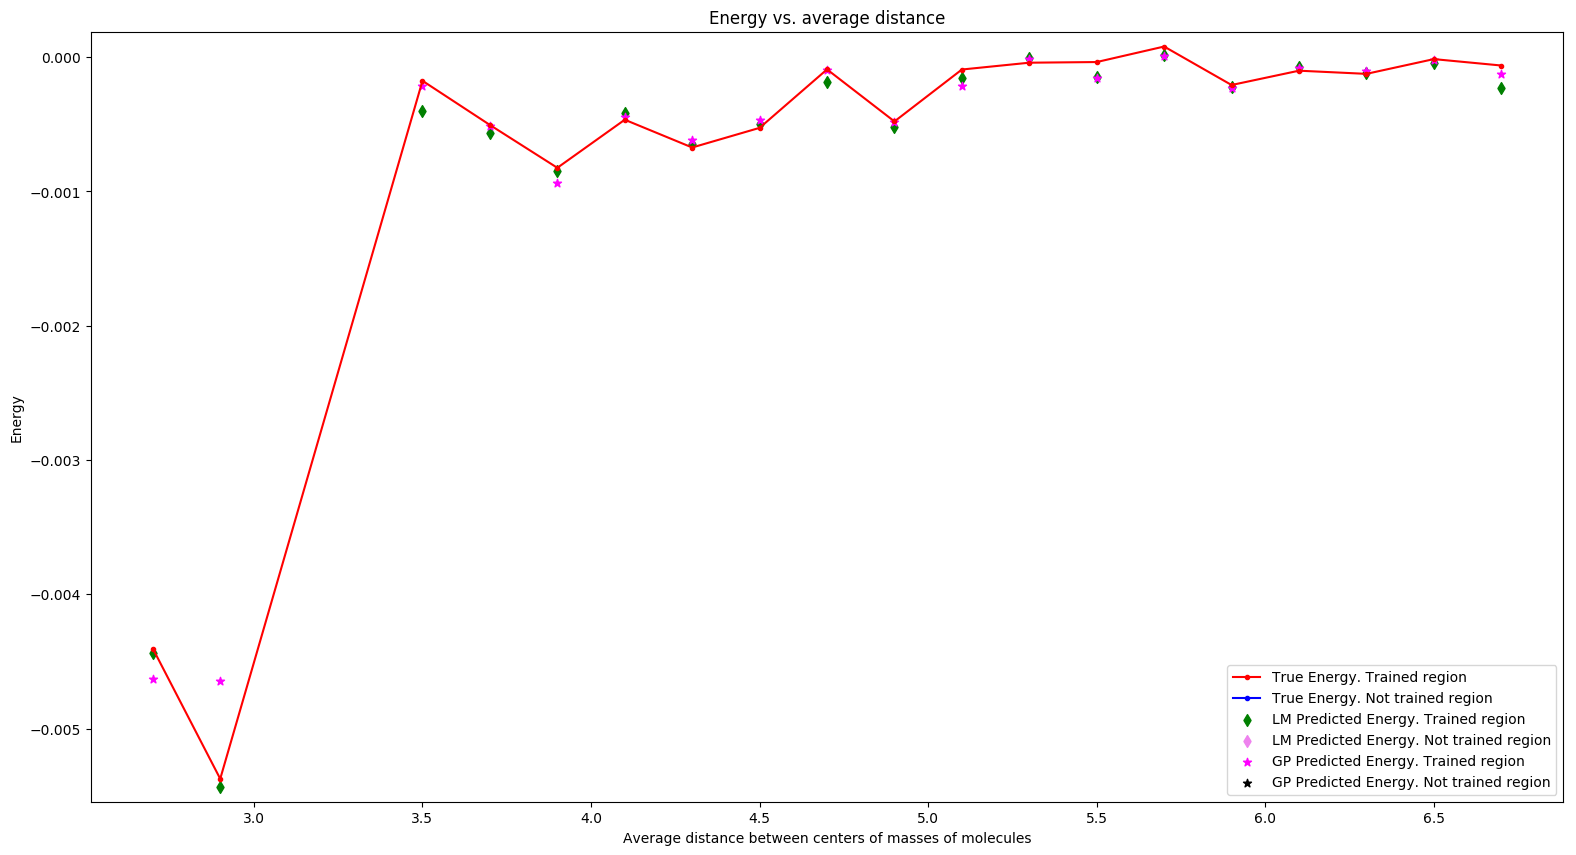 Energy vs. average distance
0.000
−0.001
−0.002
−0.003
−0.004
−0.005
Energy
3.0
3.5
4.0
4.5
5.0
5.5
6.0
6.5
Average distance between centers of masses of molecules
True Energy. Trained region
True Energy. Not trained region
LM Predicted Energy. Trained region
LM Predicted Energy. Not trained region
GP Predicted Energy. Trained region
GP Predicted Energy. Not trained region